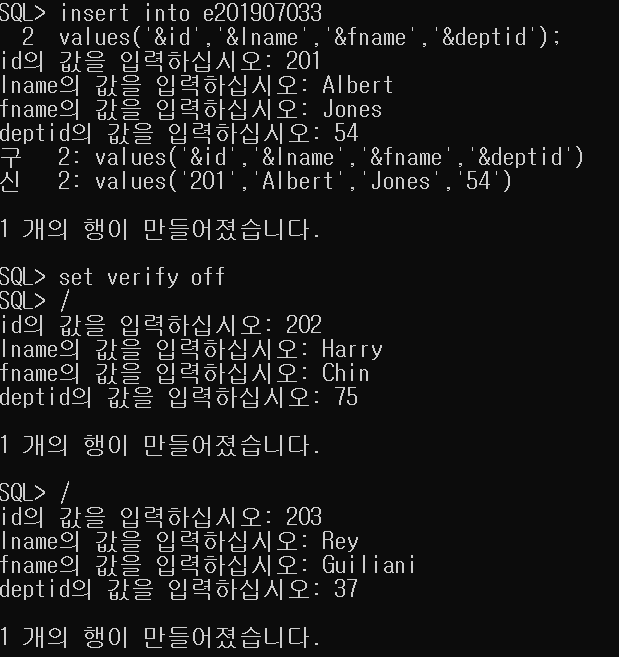 SQL> insert into e201907033
  2  values('&id','&lname','&fname','&deptid');
id의 값을 입력하십시오: 201
lname의 값을 입력하십시오: Albert
fname의 값을 입력하십시오: Jones
deptid의 값을 입력하십시오: 54
구   2: values('&id','&lname','&fname','&deptid')
신   2: values('201','Albert','Jones','54')
1 개의 행이 만들어졌습니다.
SQL> set verify off
SQL> /
id의 값을 입력하십시오: 202
lname의 값을 입력하십시오: Harry
fname의 값을 입력하십시오: Chin
deptid의 값을 입력하십시오: 75
1 개의 행이 만들어졌습니다.
SQL> /
id의 값을 입력하십시오: 203
lname의 값을 입력하십시오: Rey
fname의 값을 입력하십시오: Guiliani
deptid의 값을 입력하십시오: 37
1 개의 행이 만들어졌습니다.